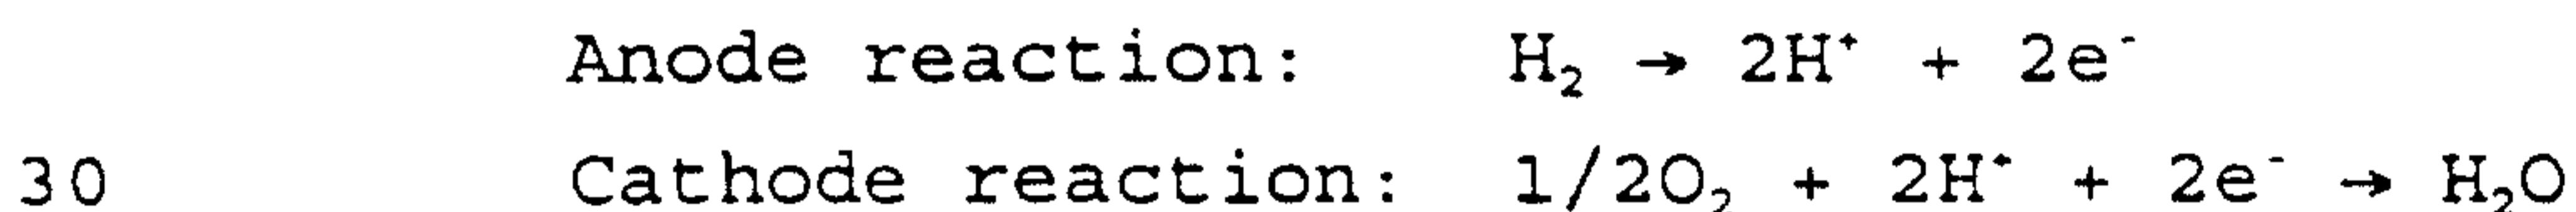 Anode reaction: H₂ → 2H⁺ + 2e⁻
30 Cathode reaction: 1/2O₂ + 2H⁺ + 2e⁻ → H₂O